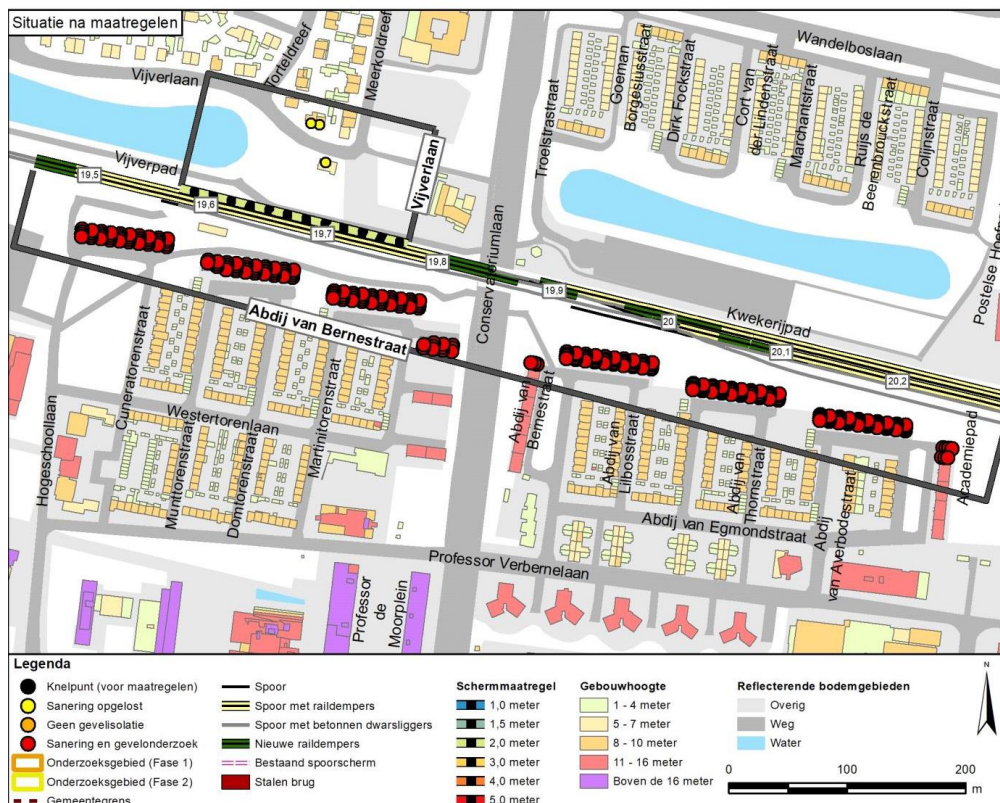 Situatie na maatregelen
Vijverlaan
Torteldreef
Meerkoldreef
Wandelboslaan
Troelstrastraat
Goeman
Borgesiusstraat
Dirk Fockstraat
Cort van
der Lindenstraat
Marchantstraat
Ruijs de
Beerenbrouckstraat
Colijnstraat
Vijverpad
Vijverlaan
19,5
19,6
19,7
19,8
19,9
20
20,1
20,2
Conservatoriumlaan
Kwekerijpad
Postelse Hoeflaan
Abdij van Bernestraat
Cuneratorenstraat
Westertorenlaan
Martinitorenstraat
Hogeschoollaan
Munttorenstraat
Domtorenstraat
Abdij van
Bernestraat
Abdij van
Lilbosstraat
Abdij van
Thornstraat
Abdij
van Averbodestraat
Academiepad
Abdij van Egmondstraat
Professor Verbernelaan
Professor
de
Moorplein
Legenda
Knelpunt (voor maatregelen)
Sanering opgelost
Geen gevelisolatie
Sanering en gevelonderzoek
Onderzoeksgebied (Fase 1)
Onderzoeksgebied (Fase 2)
Gemeentegrens
Spoor
Spoor met raildempers
Spoor met betonnen dwarsliggers
Nieuwe raildempers
Bestaand spoorscherm
Stalen brug
Schermmaatregel
1,0 meter
1,5 meter
2,0 meter
3,0 meter
4,0 meter
5,0 meter
Gebouwhoogte
1 - 4 meter
5 - 7 meter
8 - 10 meter
11 - 16 meter
Boven de 16 meter
Reflecterende bodemgebieden
Overig
Weg
Water
N
0 100 200
m